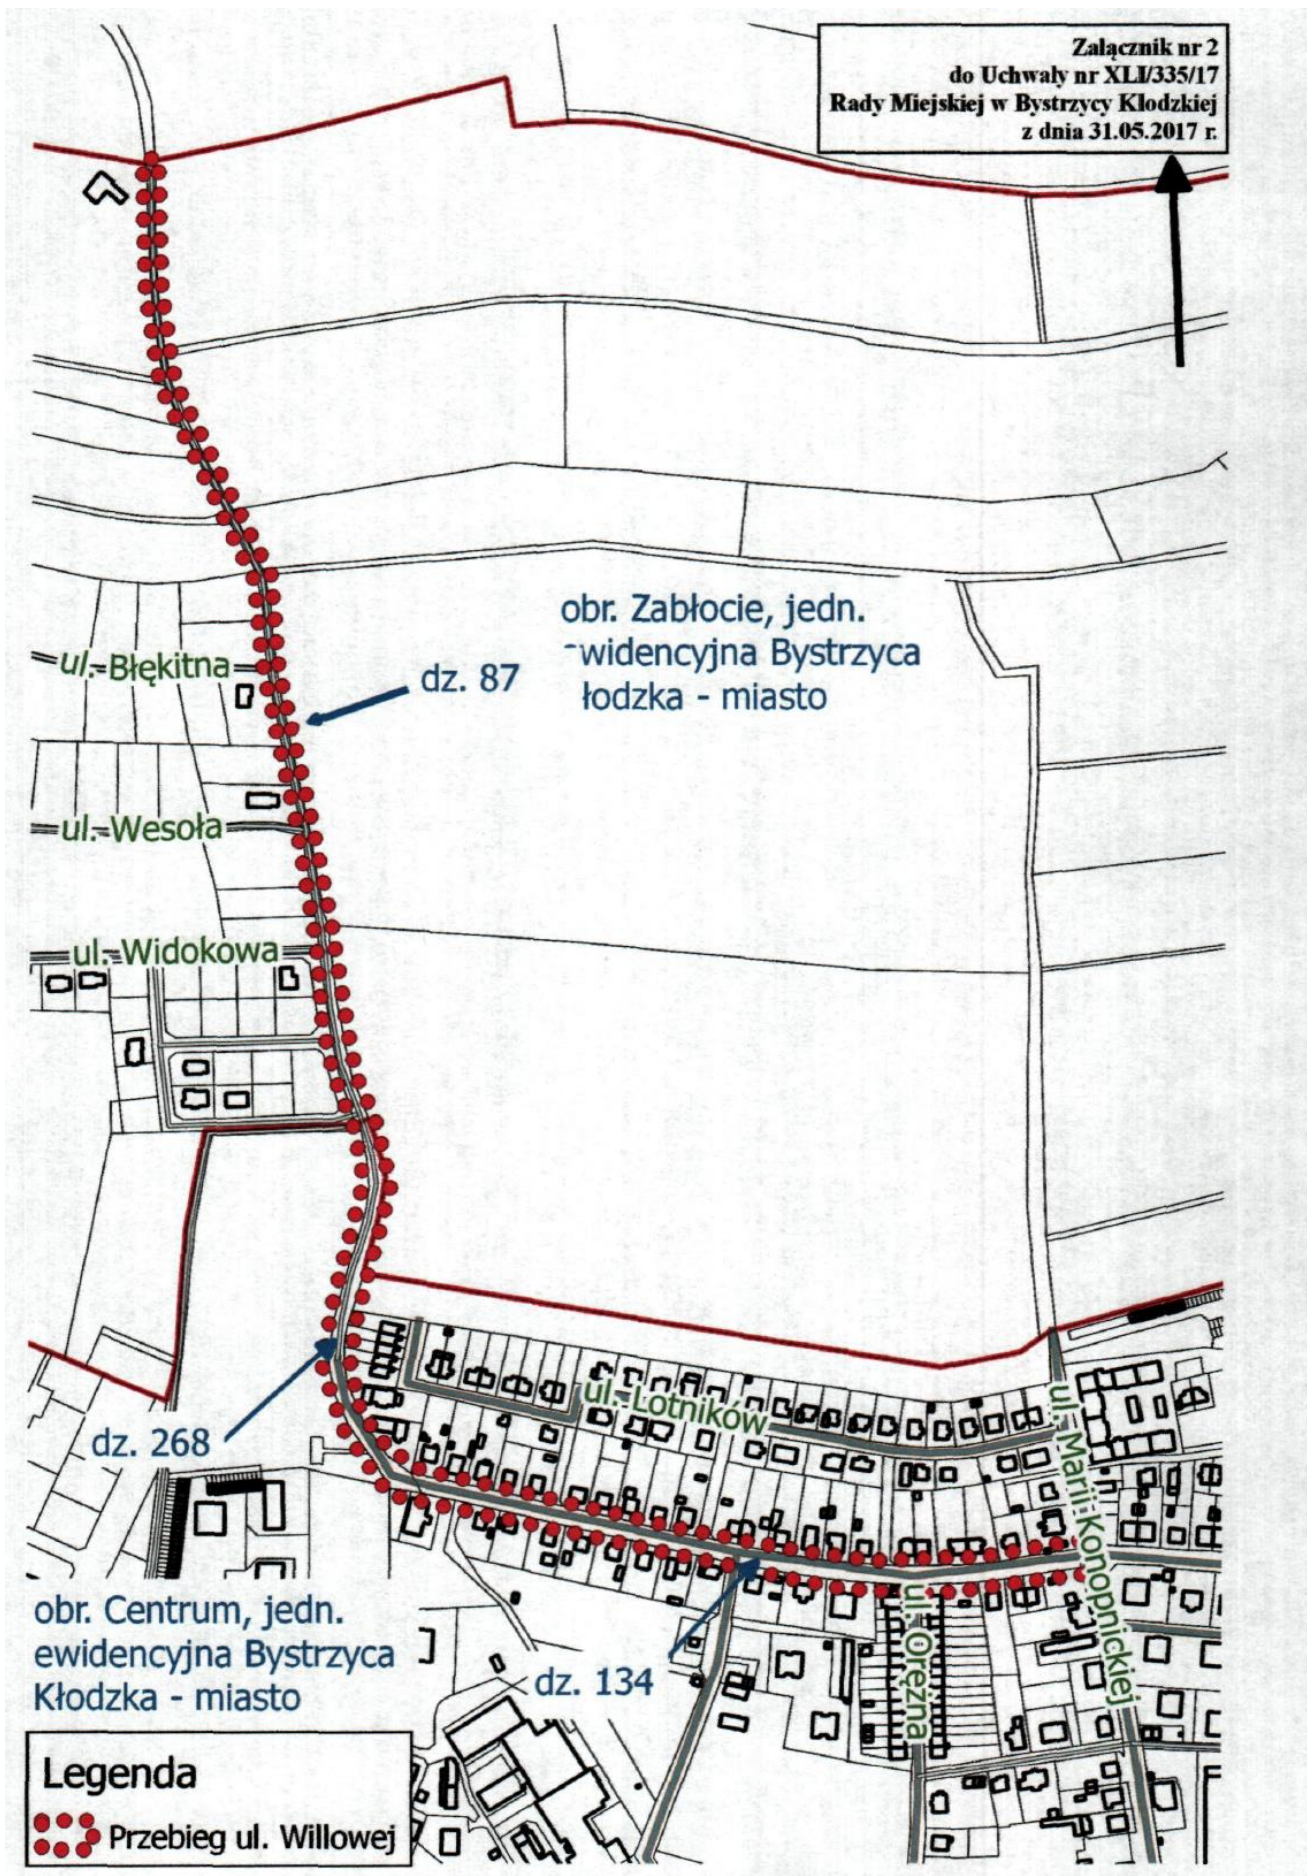 Załącznik nr 2
do Uchwały nr XLI/335/17
Rady Miejskiej w Bystrzycy Kłodzkiej
z dnia 31.05.2017 r.
obr. Zabłocie, jedn.
widencyjna Bystrzyca
łodzka - miasto
dz. 87
ul. Błękitna
ul. Wesoła
ul. Widokowa
ul. Lotników
ul. Marii Konopnickiej
dz. 268
ul. Orężna
dz. 134
obr. Centrum, jedn.
ewidencyjna Bystrzyca
Kłodzka - miasto
Legenda
Przebieg ul. Willowej